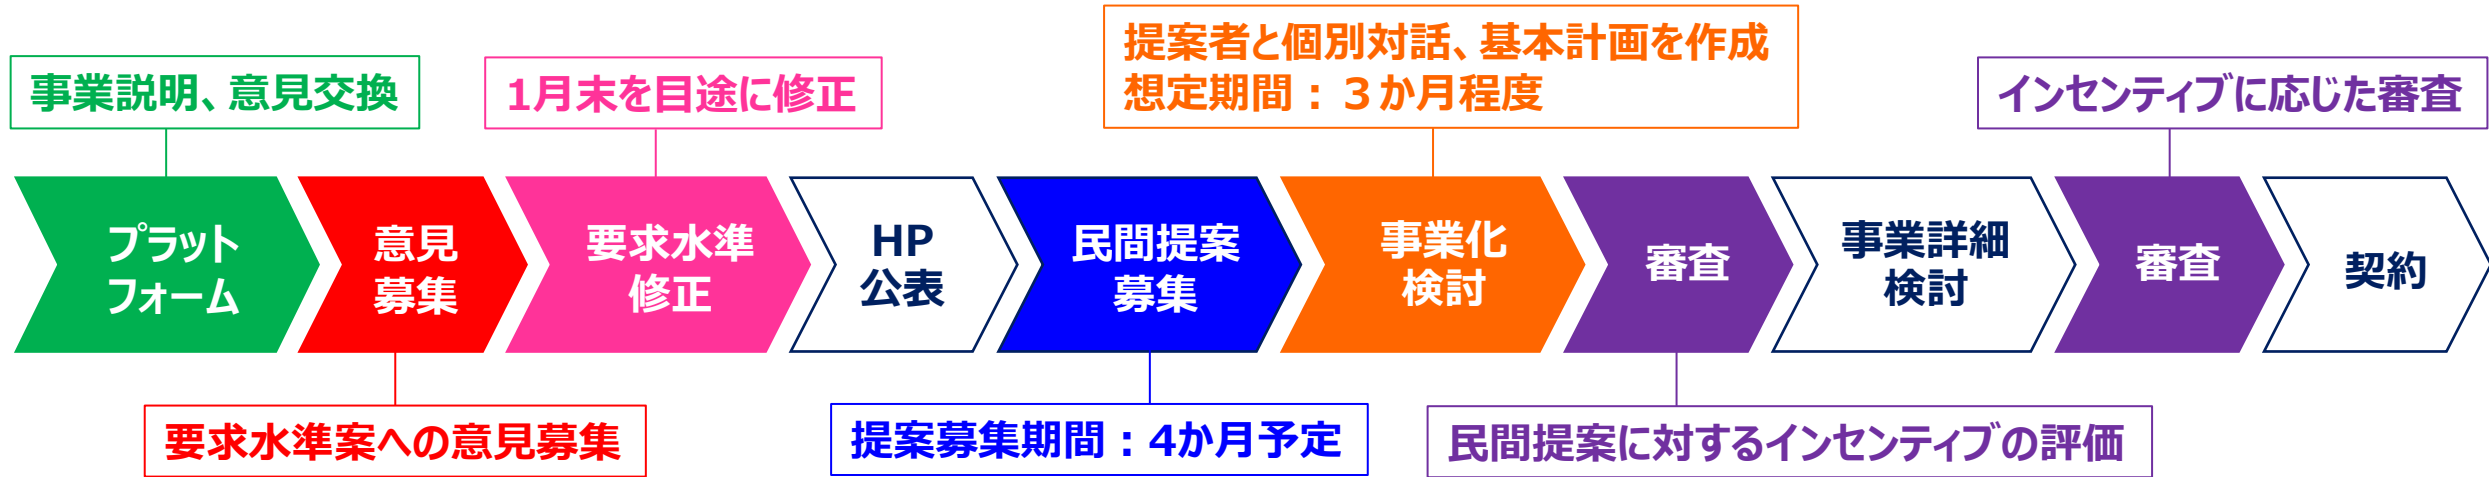 事業説明、意見交換
1月末を目途に修正
提案者と個別対話、基本計画を作成
想定期間：３か月程度
インセンティブに応じた審査
プラット
フォーム
意見
募集
要求水準
修正
HP
公表
民間提案
募集
事業化
検討
審査
事業詳細
検討
審査
契約
要求水準案への意見募集
提案募集期間：4か月予定
民間提案に対するインセンティブの評価